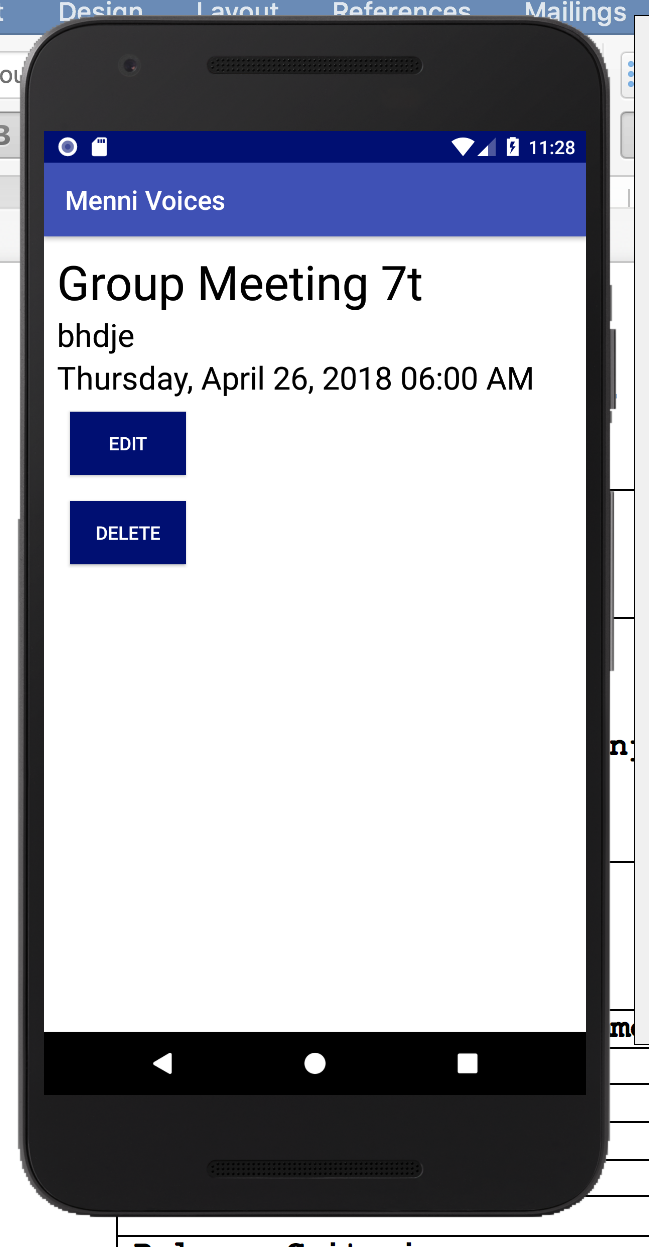 Design Layout References Mailings
11:28
Menni Voices
Group Meeting 7t
bhdje
Thursday, April 26, 2018 06:00 AM
EDIT
DELETE